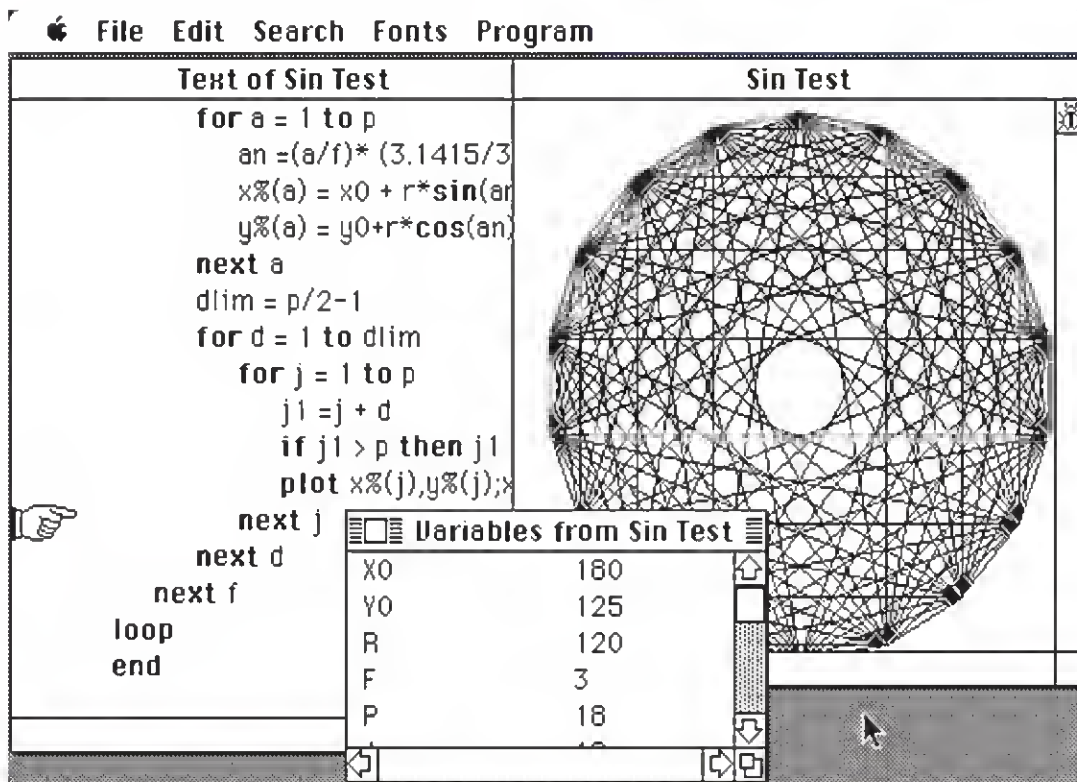 File Edit Search Fonts Program
Text of Sin Test
for a = 1 to p
an =(a/f)* (3.1415/3
x%(a) = x0 + r*sin(an
y%(a) = y0+r*cos(an)
next a
dlim = p/2-1
for d = 1 to dlim
for j = 1 to p
j1 =j + d
if j1 > p then j1
plot x%(j),y%(j);x
next j
next d
next f
loop
end
Sin Test
Variables from Sin Test
X0 180
Y0 125
R 120
F 3
P 18